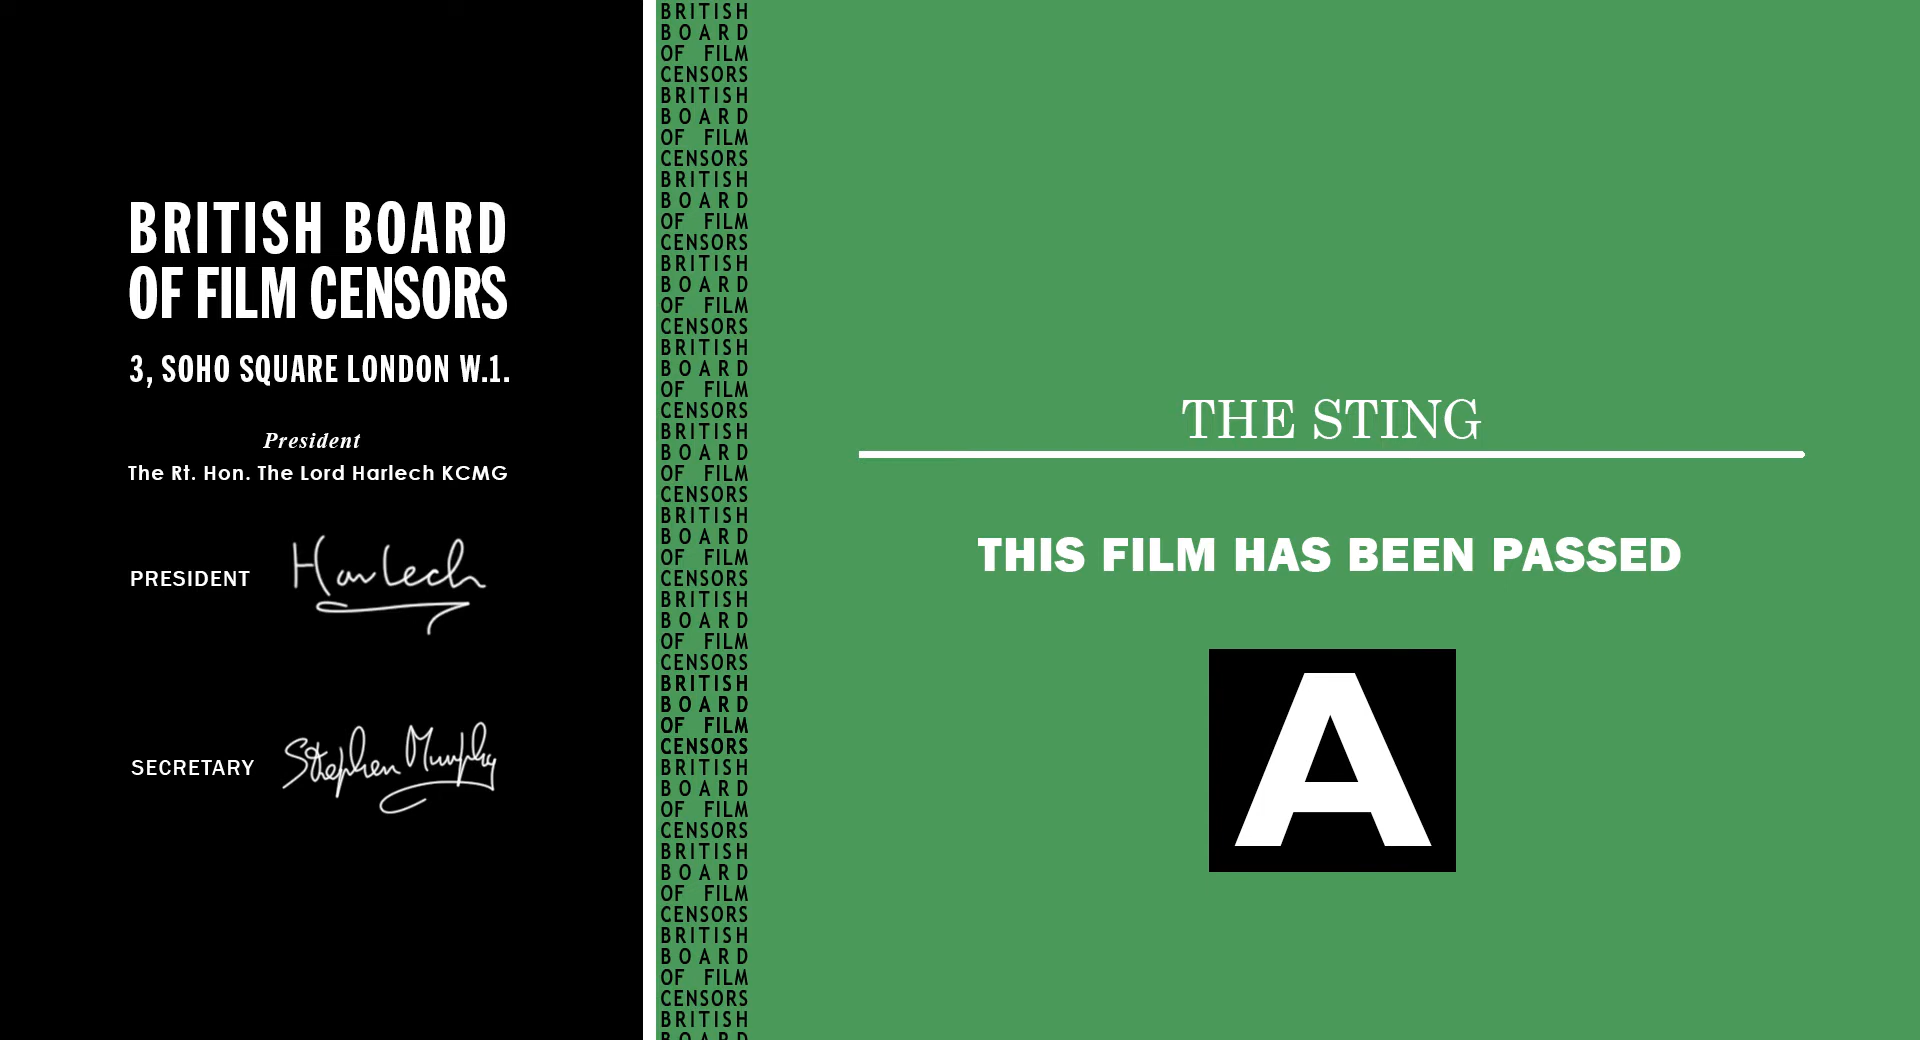 BRITISH BOARD
OF FILM CENSORS
3, SOHO SQUARE LONDON W.1.
President
The Rt. Hon. The Lord Harlech KCMG
PRESIDENT Harlech
SECRETARY Stephen Murphy
BRITISH
BOARD
OF FILM
CENSORS
BRITISH
BOARD
OF FILM
CENSORS
BRITISH
BOARD
OF FILM
CENSORS
BRITISH
BOARD
OF FILM
CENSORS
BRITISH
BOARD
OF FILM
CENSORS
BRITISH
BOARD
OF FILM
CENSORS
BRITISH
BOARD
OF FILM
CENSORS
BRITISH
BOARD
OF FILM
CENSORS
BRITISH
BOARD
OF FILM
CENSORS
BRITISH
BOARD
OF FILM
CENSORS
BRITISH
BOARD
OF FILM
CENSORS
BRITISH
BOARD
OF FILM
CENSORS
BRITISH
BOARD
THE STING
THIS FILM HAS BEEN PASSED
A